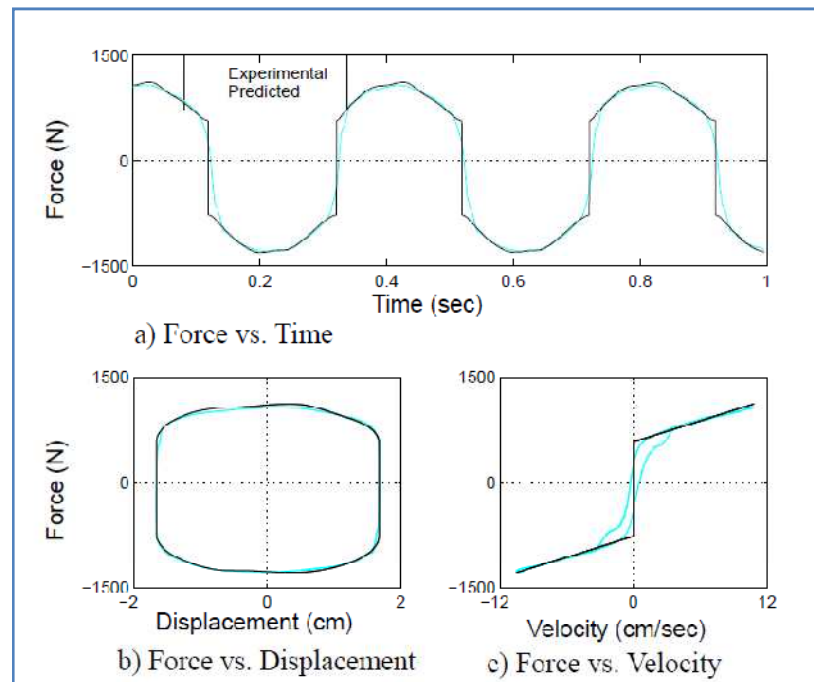 1500
Experimental
Predicted
Force (N)
0
−1500
0
0.2
0.4
0.6
0.8
1
Time (sec)
a) Force vs. Time
1500
Force (N)
0
−1500
−2
0
2
Displacement (cm)
b) Force vs. Displacement
1500
0
−1500
−12
0
12
Velocity (cm/sec)
c) Force vs. Velocity